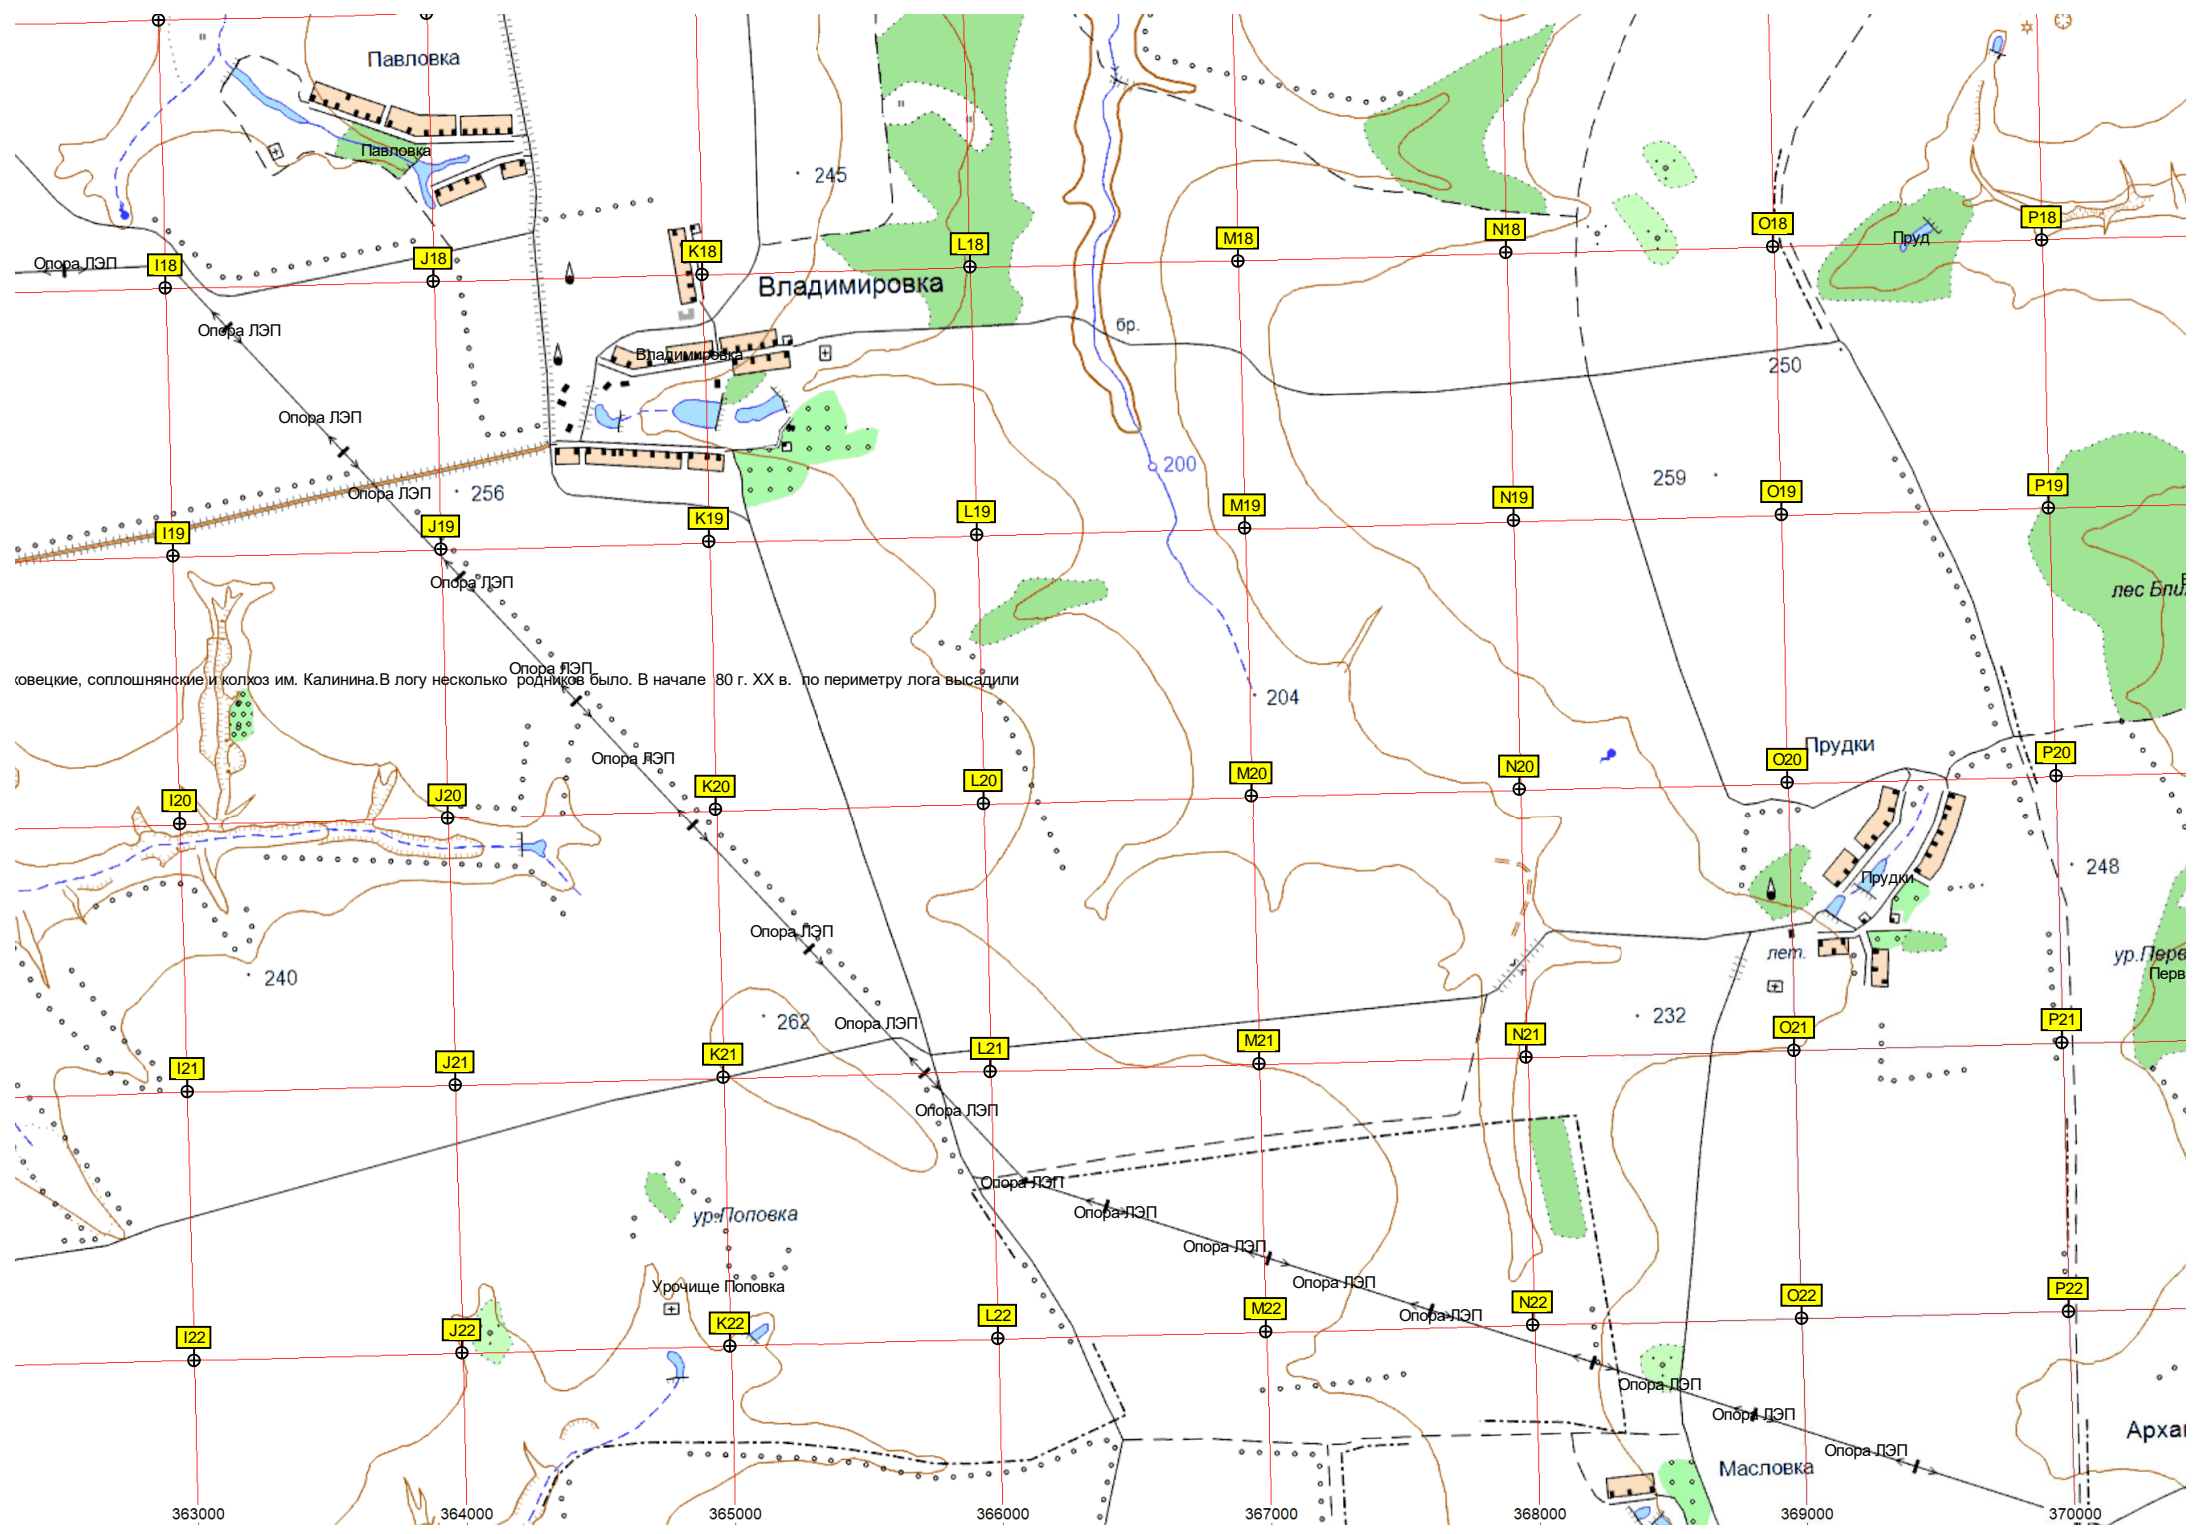 Павловка
Павловка
245
Опора ЛЭП
I18
J18
K18
L18
M18
N18
O18
Пруд
P18
Владимировка
Опора ЛЭП
бр.
Владимировка
250
Опора ЛЭП
200
259
Опора ЛЭП
256
I19
J19
K19
L19
M19
N19
O19
P19
Опора ЛЭП
лес Бли
Опора ЛЭП
ковецкие, соплошнянские и колхоз им. Калинина.В логу несколько родников было. В начале 80 г. XX в. по периметру лога высадили
204
Опора ЛЭП
Прудки
I20
J20
K20
L20
M20
N20
O20
P20
248
Прудки
Опора ЛЭП
лет.
ур.Перв
Перв
240
262
Опора ЛЭП
232
I21
J21
K21
L21
M21
N21
O21
P21
Опора ЛЭП
Опора ЛЭП
ур.Поповка
Опора ЛЭП
Опора ЛЭП
Урочище Поповка
Опора ЛЭП
Опора ЛЭП
I22
J22
K22
L22
M22
N22
O22
P22
Опора ЛЭП
Опора ЛЭП
Арха
Опора ЛЭП
Масловка
363000
364000
365000
366000
367000
368000
369000
370000